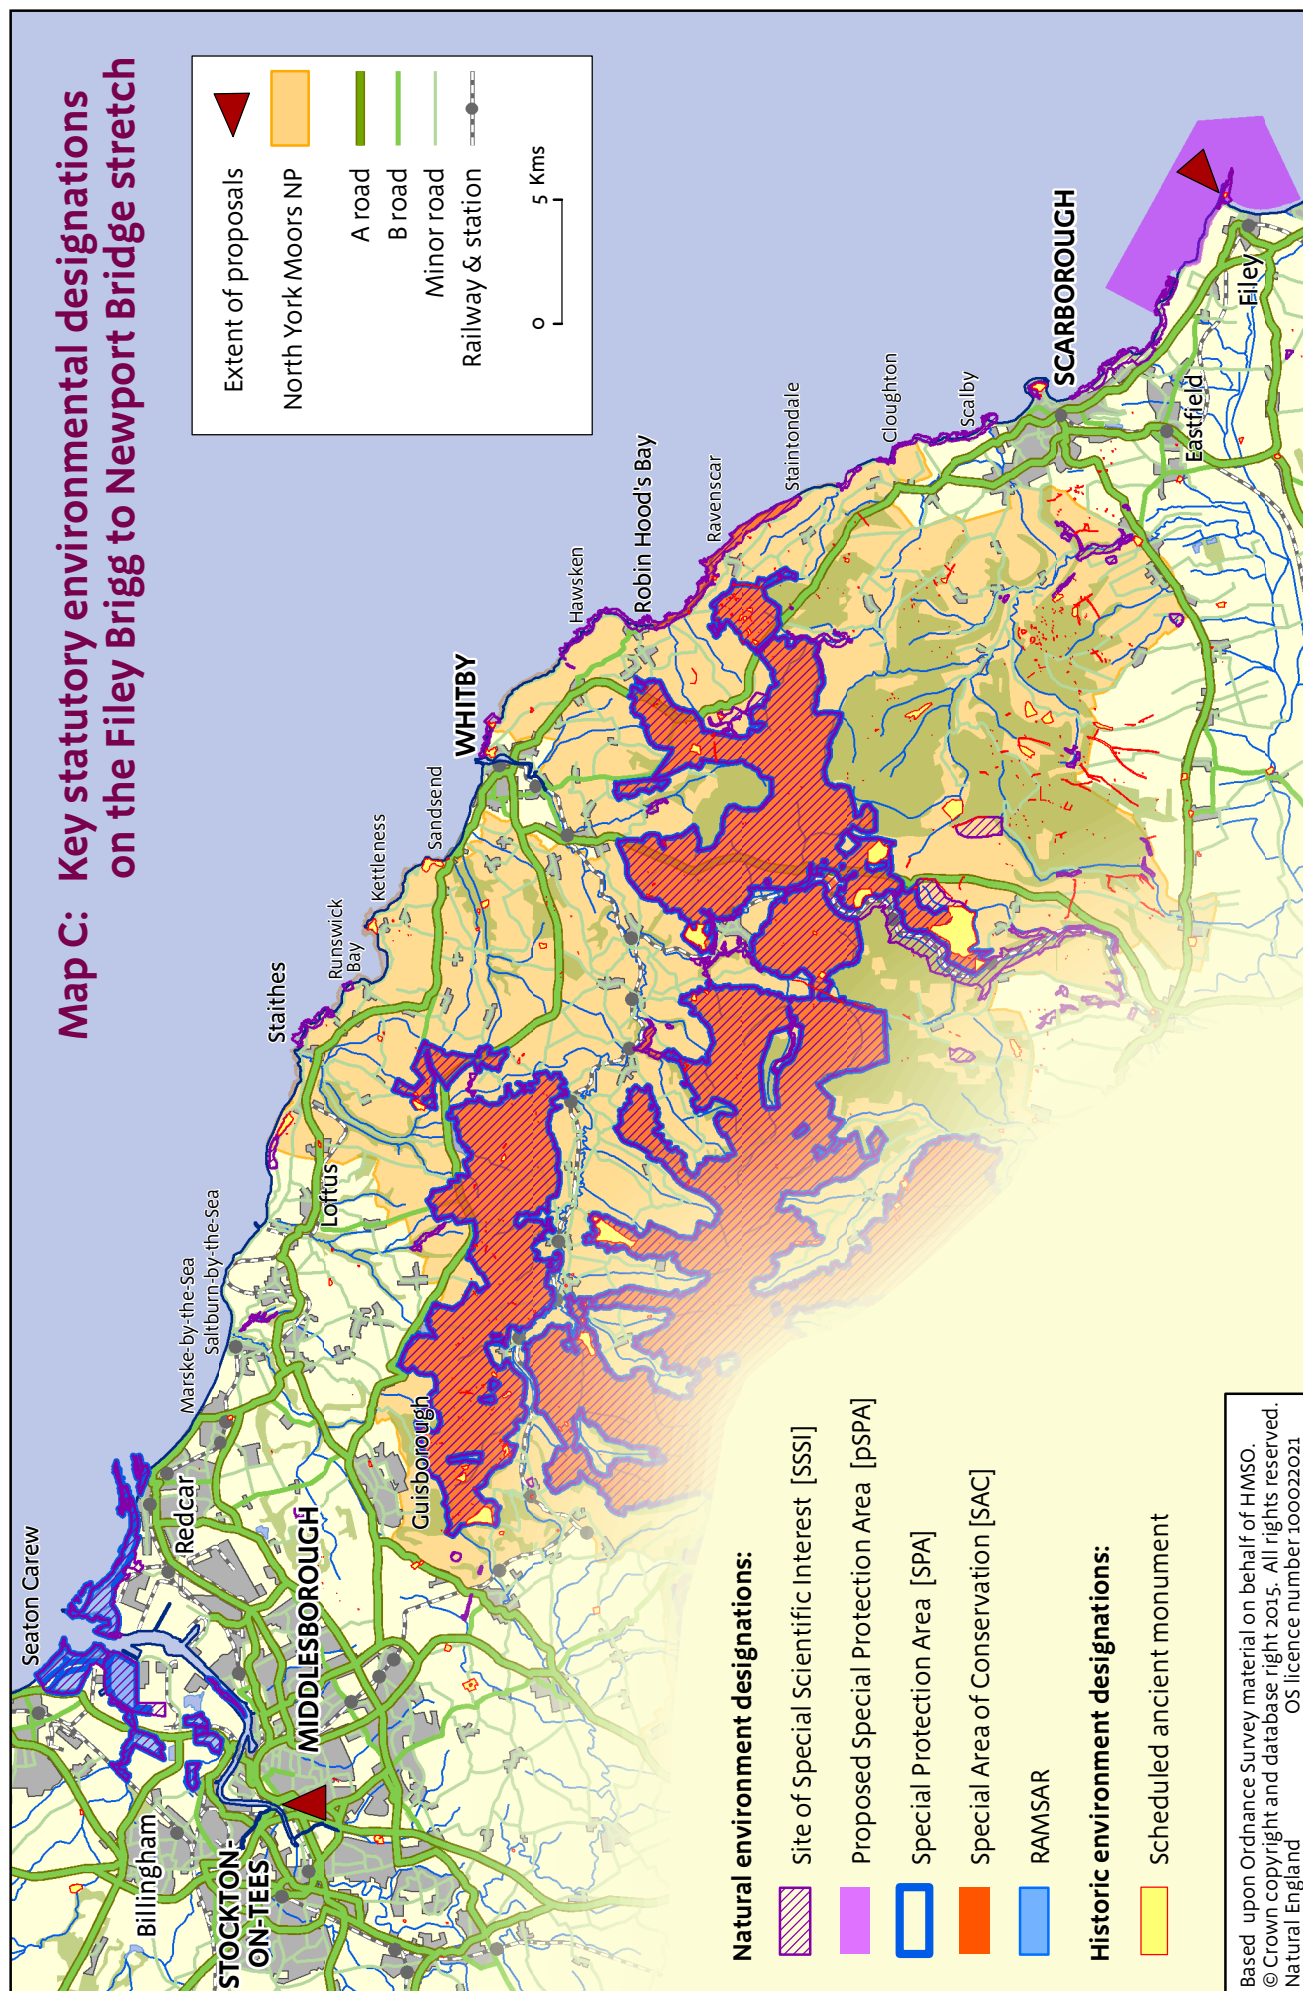 Map C: Key statutory environmental designations
on the Filey Brigg to Newport Bridge stretch
Extent of proposals
North York Moors NP
A road
B road
Minor road
Railway & station
0 5 Kms
Seaton Carew
Redcar
Marske-by-the-Sea
Saltburn-by-the-Sea
Billingham
STOCKTON-
ON-TEES
MIDDLESBOROUGH
Guisborough
Loftus
Staithes
Runswick
Bay
Kettleness
Sandsend
WHITBY
Hawsken
Robin Hood's Bay
Ravenscar
Staintondale
Cloughton
Scalby
SCARBOROUGH
Eastfield
Filey
Natural environment designations:
Site of Special Scientific Interest [SSSI]
Proposed Special Protection Area [pSPA]
Special Protection Area [SPA]
Special Area of Conservation [SAC]
RAMSAR
Historic environment designations:
Scheduled ancient monument
Based upon Ordnance Survey material on behalf of HMSO.
© Crown copyright and database right 2015. All rights reserved.
Natural England OS licence number 100022021